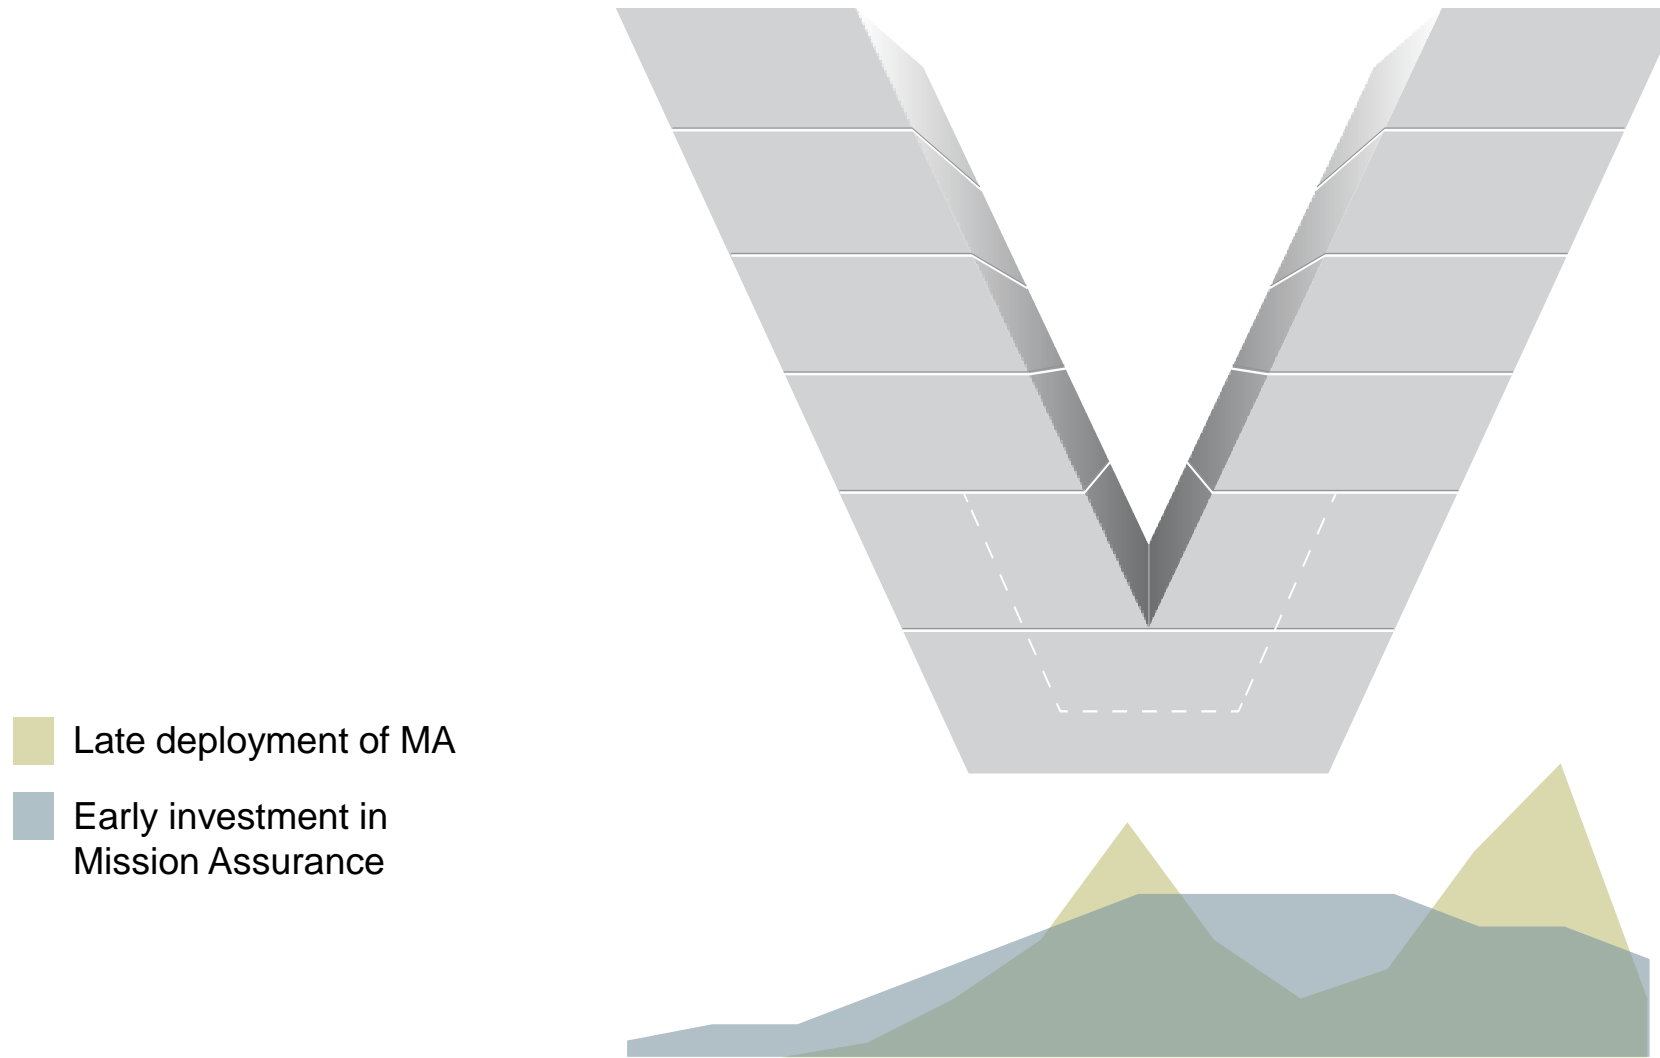 Late deployment of MA
Early investment in
Mission Assurance